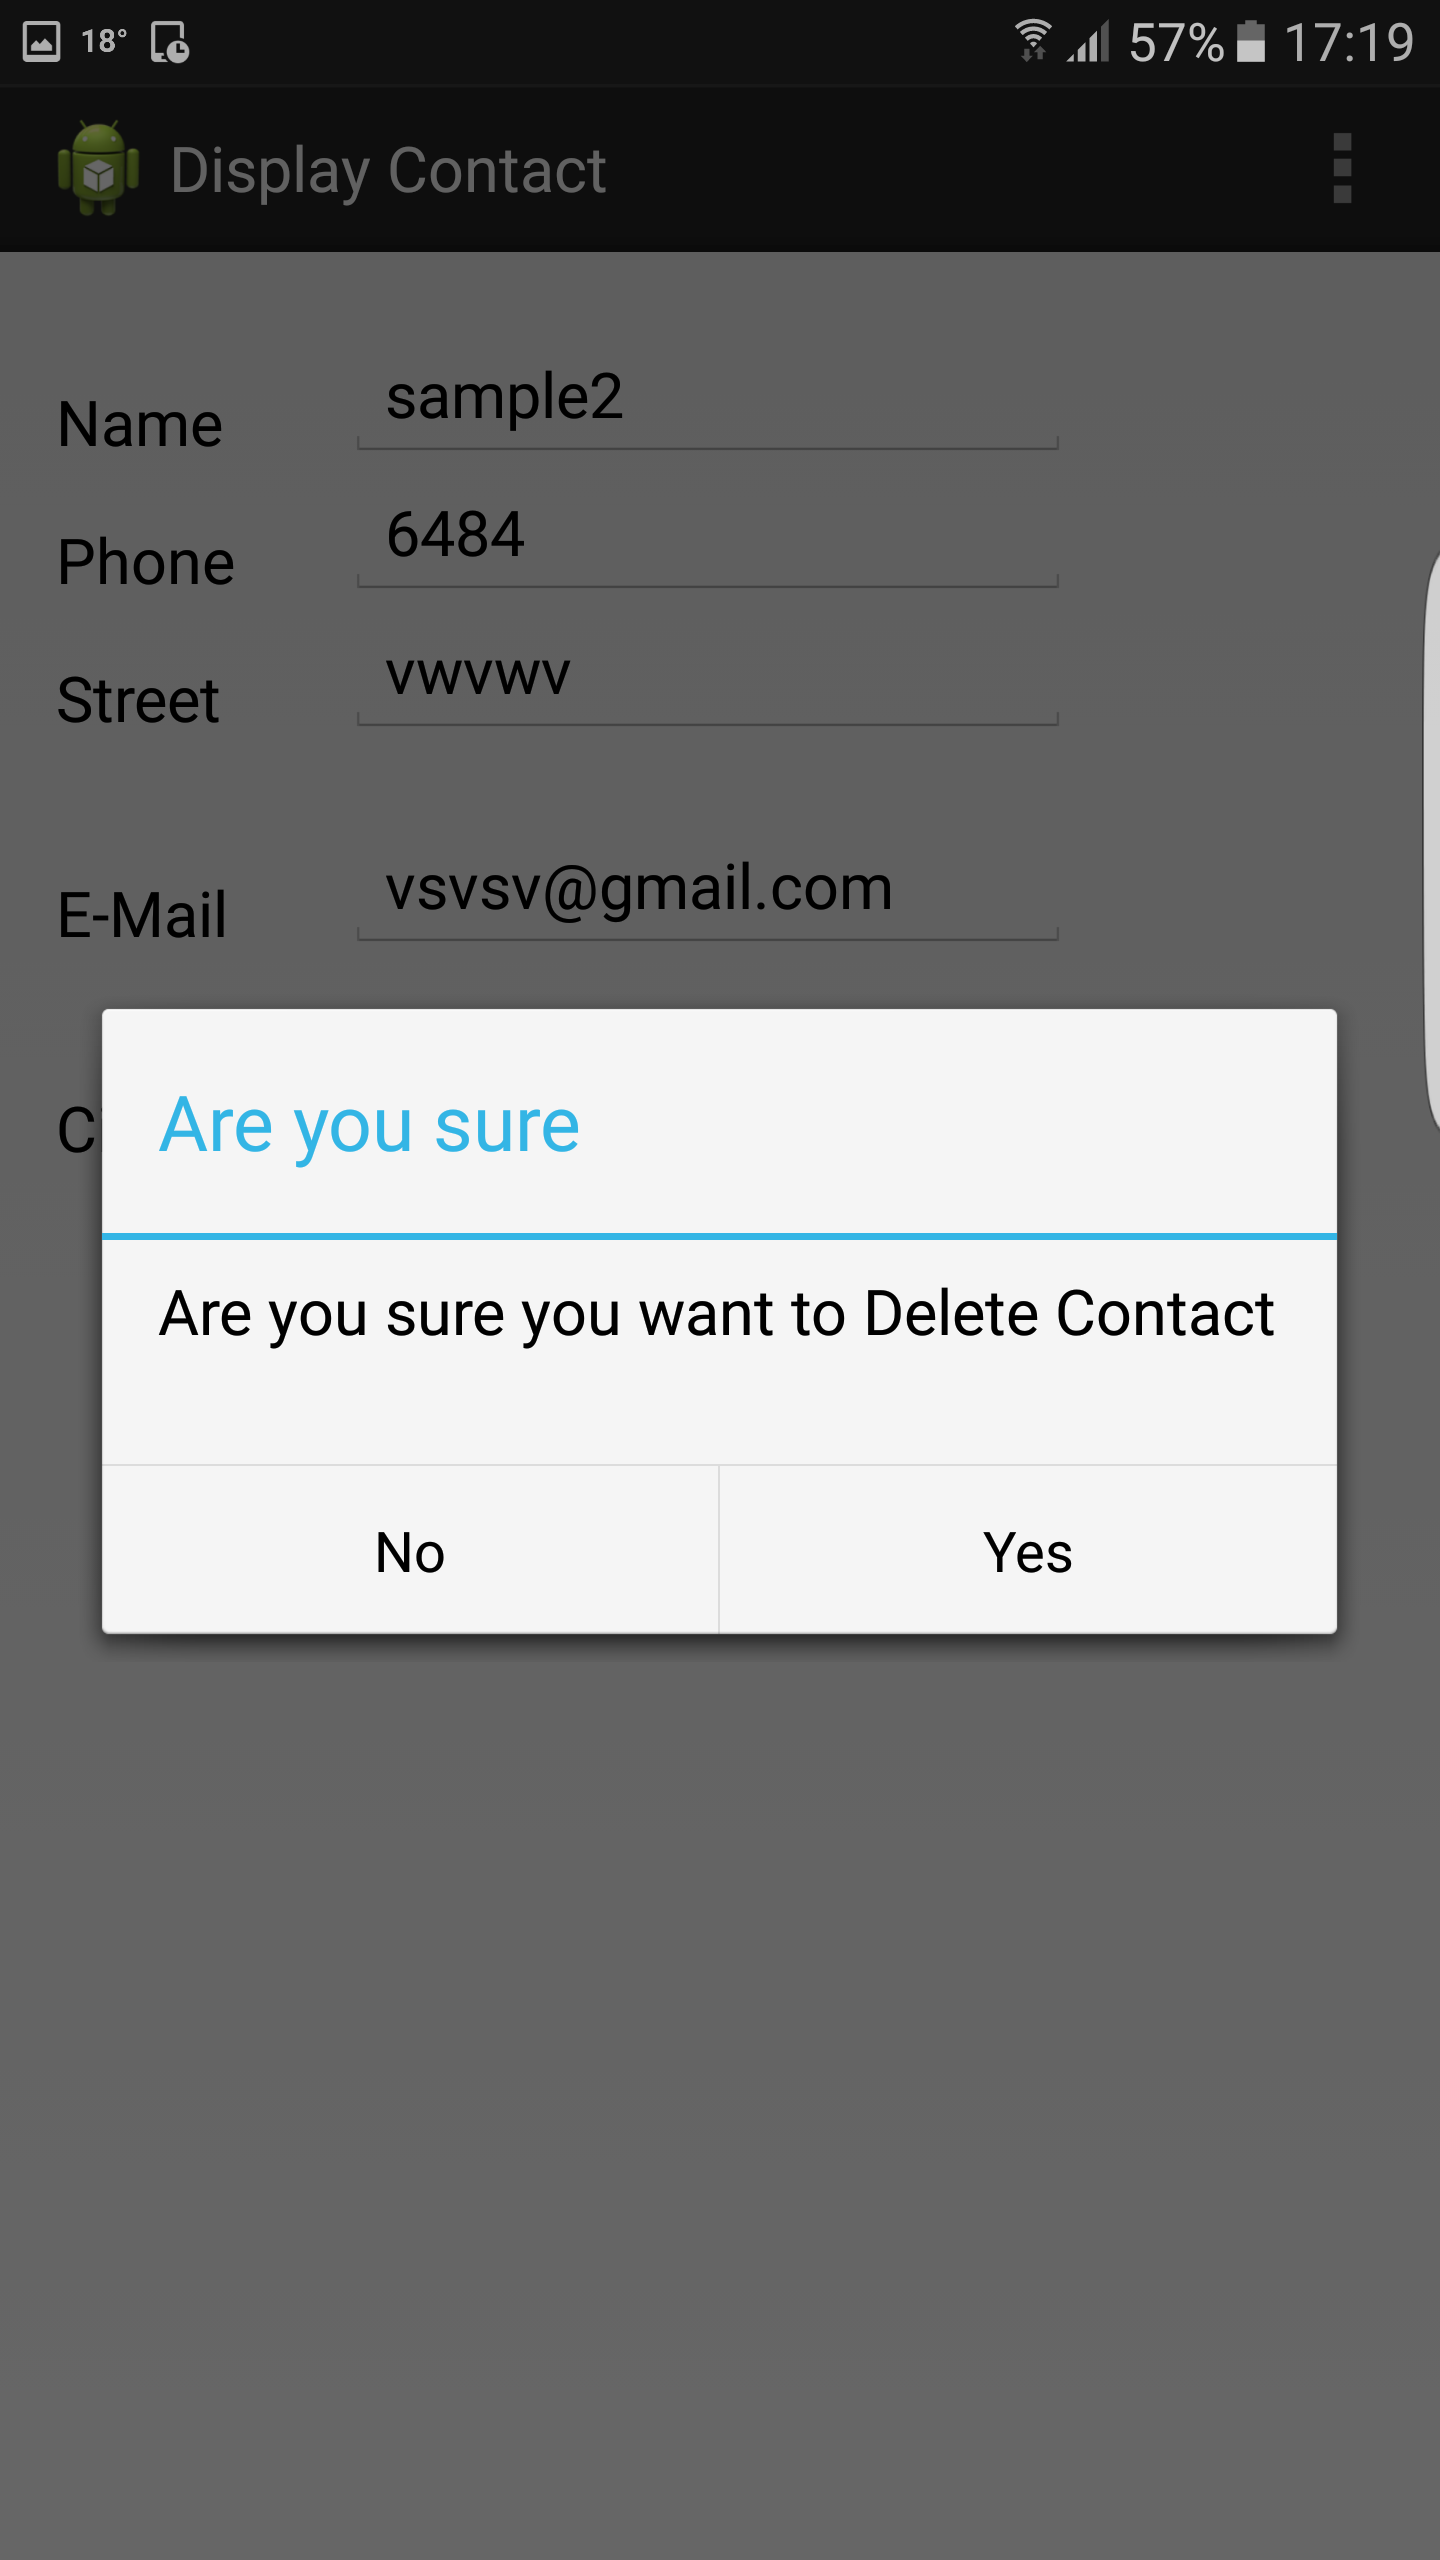 18° 57% 17:19
Display Contact
Name sample2
Phone 6484
Street vwvwv
E-Mail vsvsv@gmail.com
Are you sure
Are you sure you want to Delete Contact
No Yes